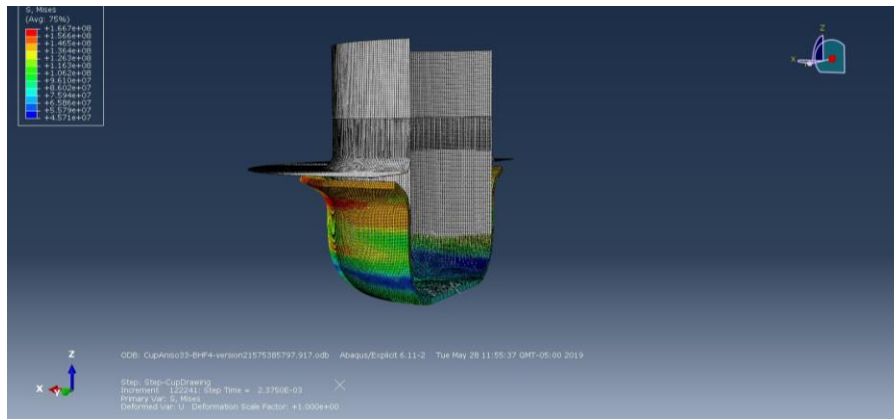 S, Mises
(Avg: 75%)
+1.667e+08
+1.566e+08
+1.465e+08
+1.364e+08
+1.263e+08
+1.163e+08
+1.062e+08
+9.610e+07
+8.602e+07
+7.594e+07
+6.586e+07
+5.579e+07
+4.571e+07
Z
X
Z
X
Y
ODB: CupAniso33-BHF4-version21575385797.917.odb Abaqus/Explicit 6.11-2 Tue May 28 11:55:37 GMT-05:00 2019
Step: Step-CupDrawing
Increment 122241: Step Time = 2.3750E-03
Primary Var: S, Mises
Deformed Var: U Deformation Scale Factor: +1.000e+00